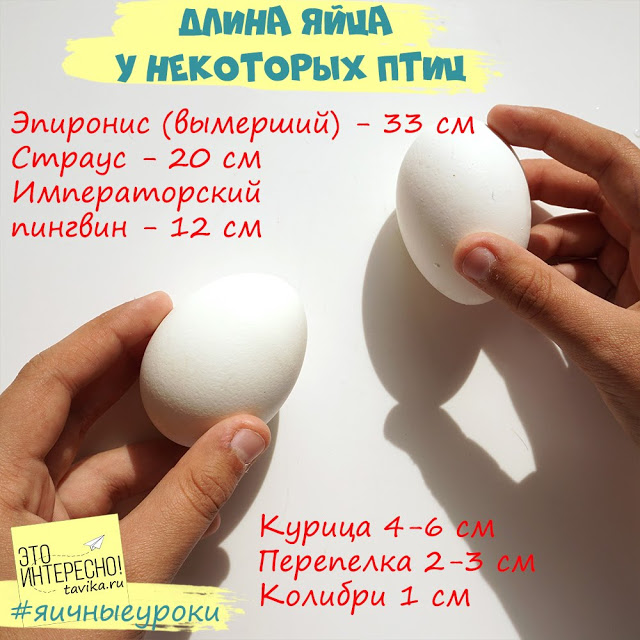 ДЛИНА ЯЙЦА
У НЕКОТОРЫХ ПТИЦ
Эпиронис (вымерший) - 33 см
Страус - 20 см
Императорский
пингвин - 12 см
Курица 4-6 см
Перепелка 2-3 см
Колибри 1 см
ЭТО
ИНТЕРЕСНО!
tavika.ru
#яичныеуроки